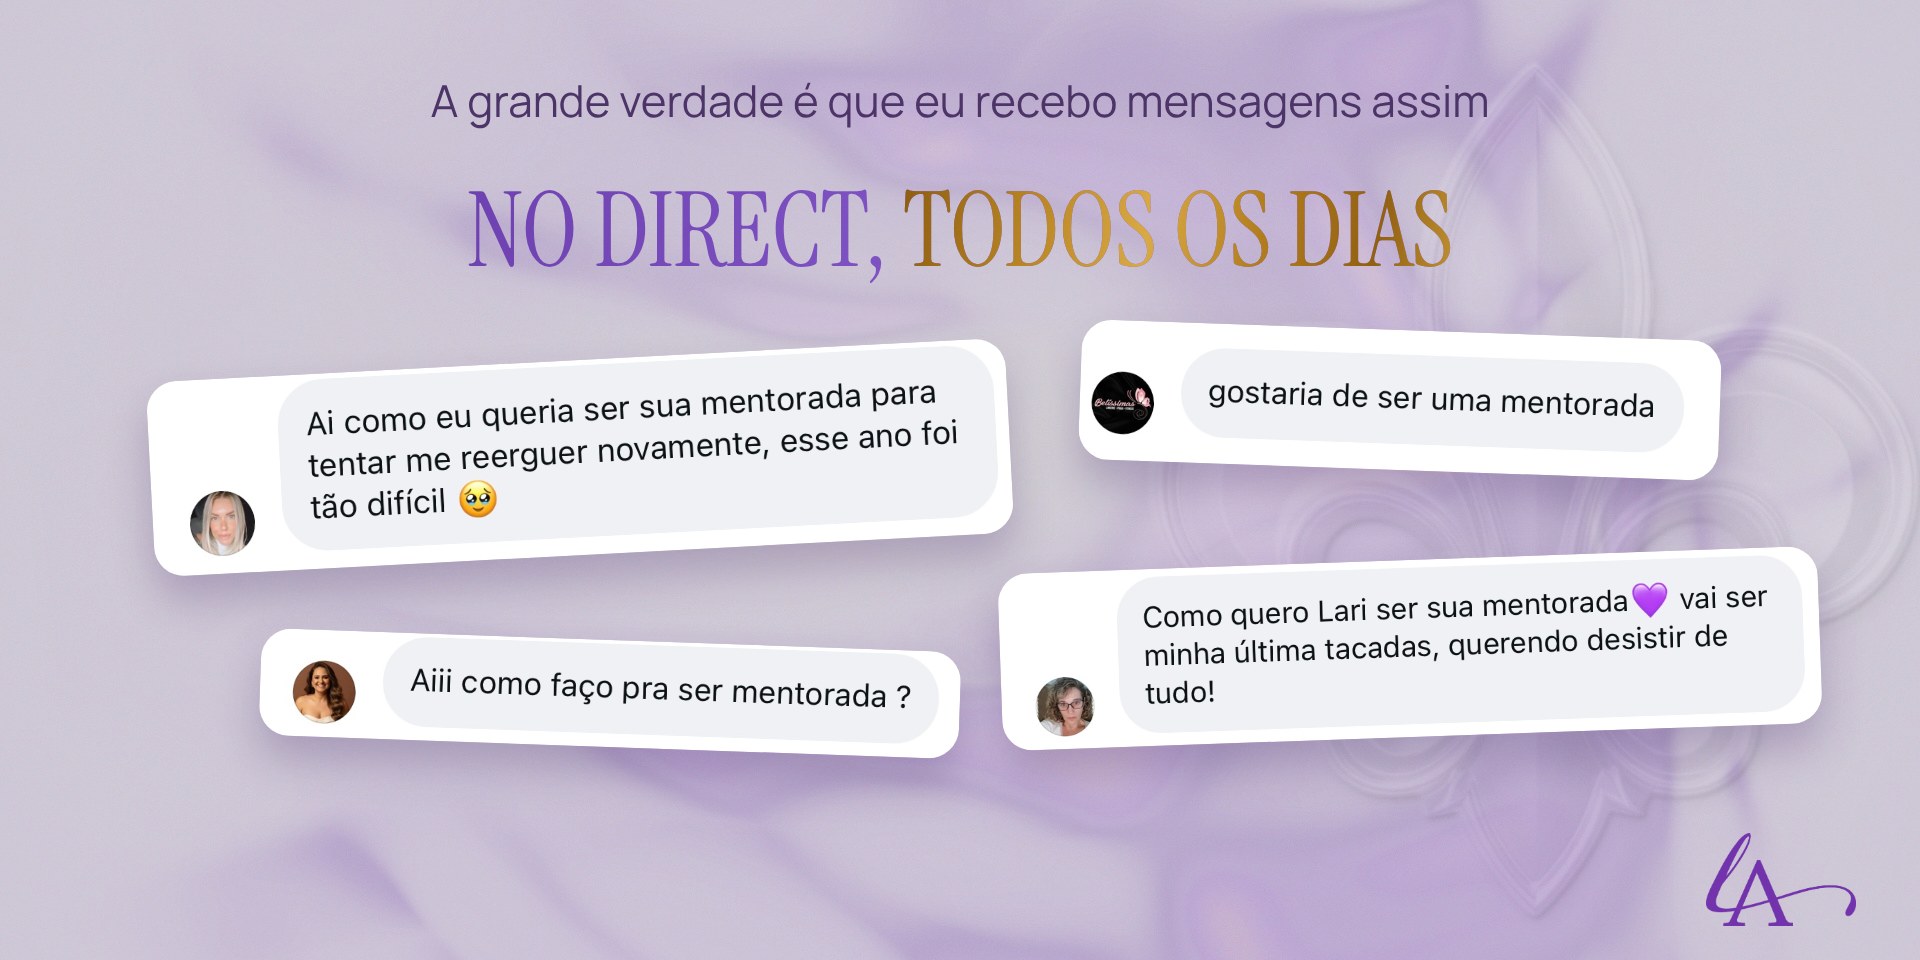 A grande verdade é que eu recebo mensagens assim
NO DIRECT, TODOS OS DIAS
Ai como eu queria ser sua mentorada para
tentar me reerguer novamente, esse ano foi
tão difícil 🥹
gostaria de ser uma mentorada
Belíssimas
Aiii como faço pra ser mentorada ?
Como quero Lari ser sua mentorada💜 vai ser
minha última tacadas, querendo desistir de
tudo!
LA